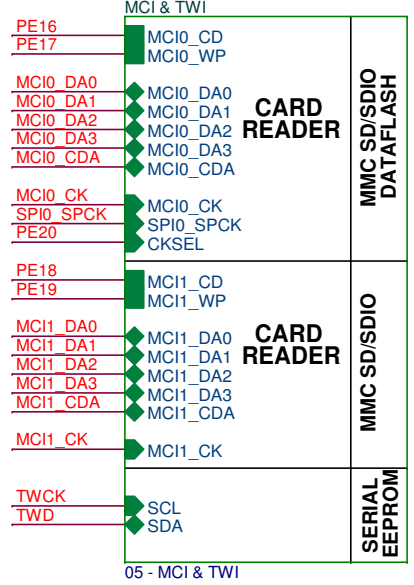 MCI & TWI
PE16 MCI0_CD
PE17 MCI0_WP
MCI0_DA0 MCI0_DA0
MCI0_DA1 MCI0_DA1
MCI0_DA2 MCI0_DA2
MCI0_DA3 MCI0_DA3
MCI0_CDA MCI0_CDA
CARD
READER
MMC SD/SDIO
DATAFLASH
MCI0_CK MCI0_CK
SPI0_SPCK SPI0_SPCK
PE20 CKSEL
PE18 MCI1_CD
PE19 MCI1_WP
MCI1_DA0 MCI1_DA0
MCI1_DA1 MCI1_DA1
MCI1_DA2 MCI1_DA2
MCI1_DA3 MCI1_DA3
MCI1_CDA MCI1_CDA
CARD
READER
MMC SD/SDIO
MCI1_CK MCI1_CK
TWCK SCL
TWD SDA
SERIAL
EEPROM
05 - MCI & TWI